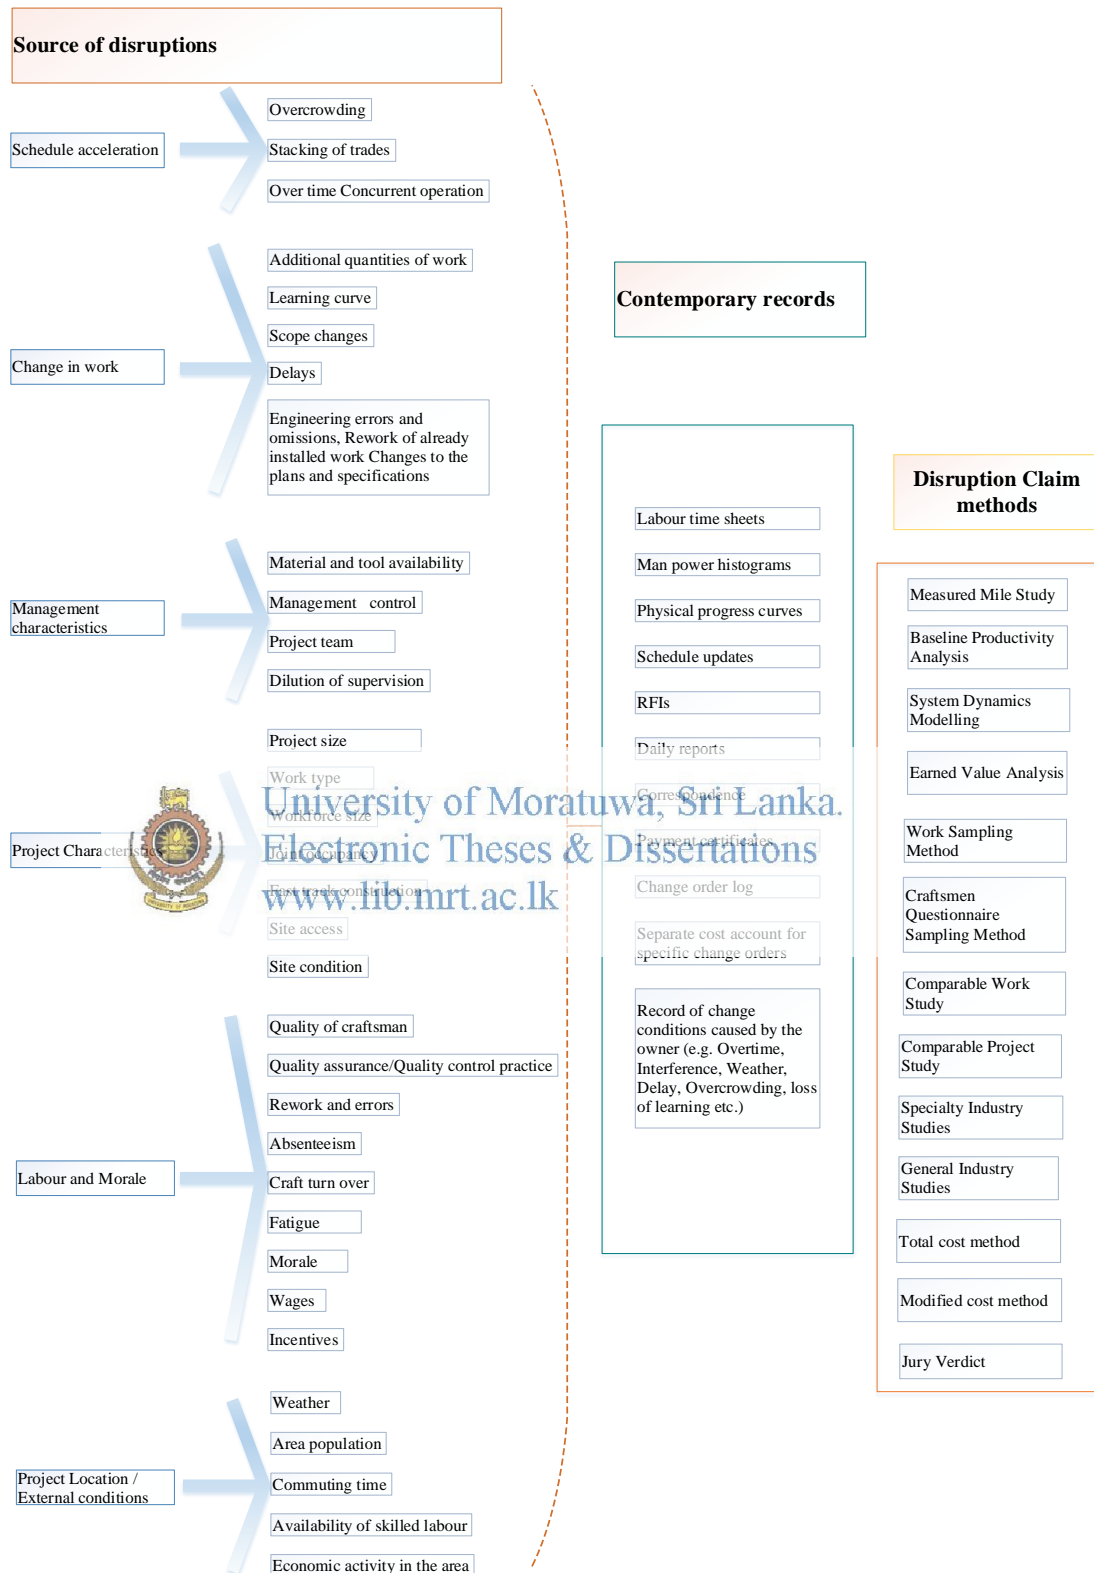 Source of disruptions
Schedule acceleration
Overcrowding
Stacking of trades
Over time Concurrent operation
Change in work
Additional quantities of work
Learning curve
Scope changes
Delays
Engineering errors and
omissions, Rework of already
installed work Changes to the
plans and specifications
Management
characteristics
Material and tool availability
Management control
Project team
Dilution of supervision
Project Characteristics
Project size
Work type
Workforce size
Joint occupancy
Fast track construction
Site access
Site condition
Labour and Morale
Quality of craftsman
Quality assurance/Quality control practice
Rework and errors
Absenteeism
Craft turn over
Fatigue
Morale
Wages
Incentives
Project Location /
External conditions
Weather
Area population
Commuting time
Availability of skilled labour
Economic activity in the area
Contemporary records
Labour time sheets
Man power histograms
Physical progress curves
Schedule updates
RFIs
Daily reports
Correspondence
Payment certificates
Change order log
Separate cost account for
specific change orders
Record of change
conditions caused by the
owner (e.g. Overtime,
Interference, Weather,
Delay, Overcrowding, loss
of learning etc.)
Disruption Claim
methods
Measured Mile Study
Baseline Productivity
Analysis
System Dynamics
Modelling
Earned Value Analysis
Work Sampling
Method
Craftsmen
Questionnaire
Sampling Method
Comparable Work
Study
Comparable Project
Study
Specialty Industry
Studies
General Industry
Studies
Total cost method
Modified cost method
Jury Verdict
University of Moratuwa, Sri Lanka.
Electronic Theses & Dissertations
www.lib.mrt.ac.lk